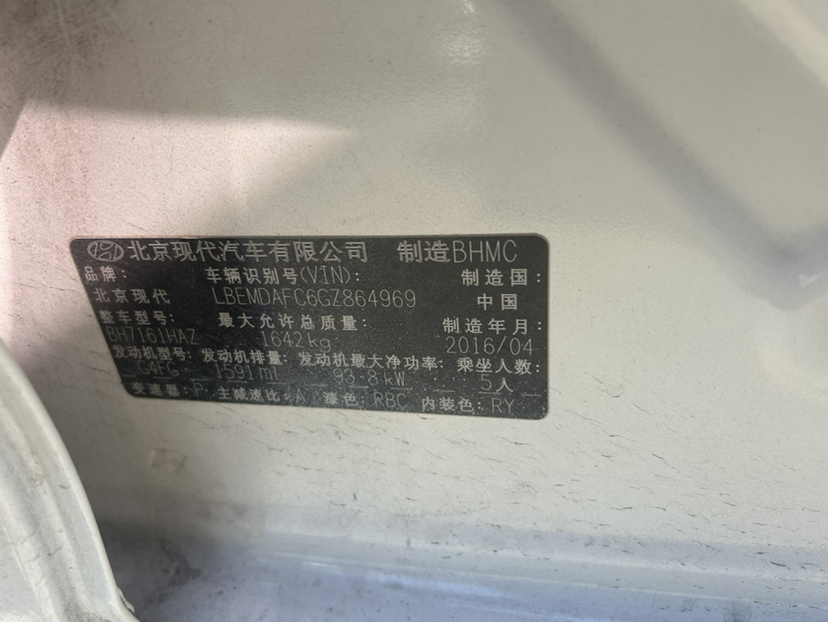 北京现代汽车有限公司 制造BHMC
品牌: 车辆识别号(VIN): 制造国:
北京现代 LBEMDAFC6GZ864969 中国
整车型号: 最大允许总质量: 制造年月:
BH7161HAZ 1642kg 2016/04
发动机型号: 发动机排量: 发动机最大净功率: 乘坐人数:
G4FG 1591ml 93.8kW 5人
变速器: P 主减速比: A 漆色: RBC 内装色: RY